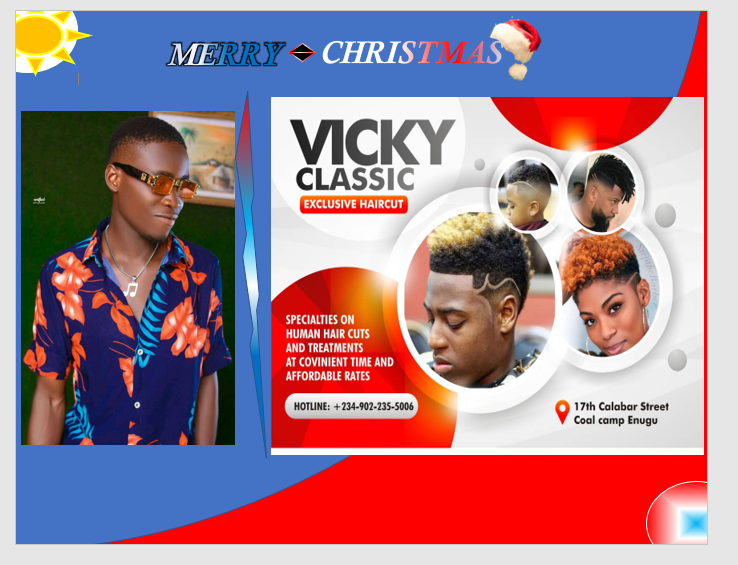 MERRY CHRISTMAS
VICKY
CLASSIC
EXCLUSIVE HAIRCUT
SPECIALTIES ON
HUMAN HAIR CUTS
AND TREATMENTS
AT COVINIENT TIME AND
AFFORDABLE RATES
HOTLINE: +234-902-235-5006
17th Calabar Street
Coal camp Enugu